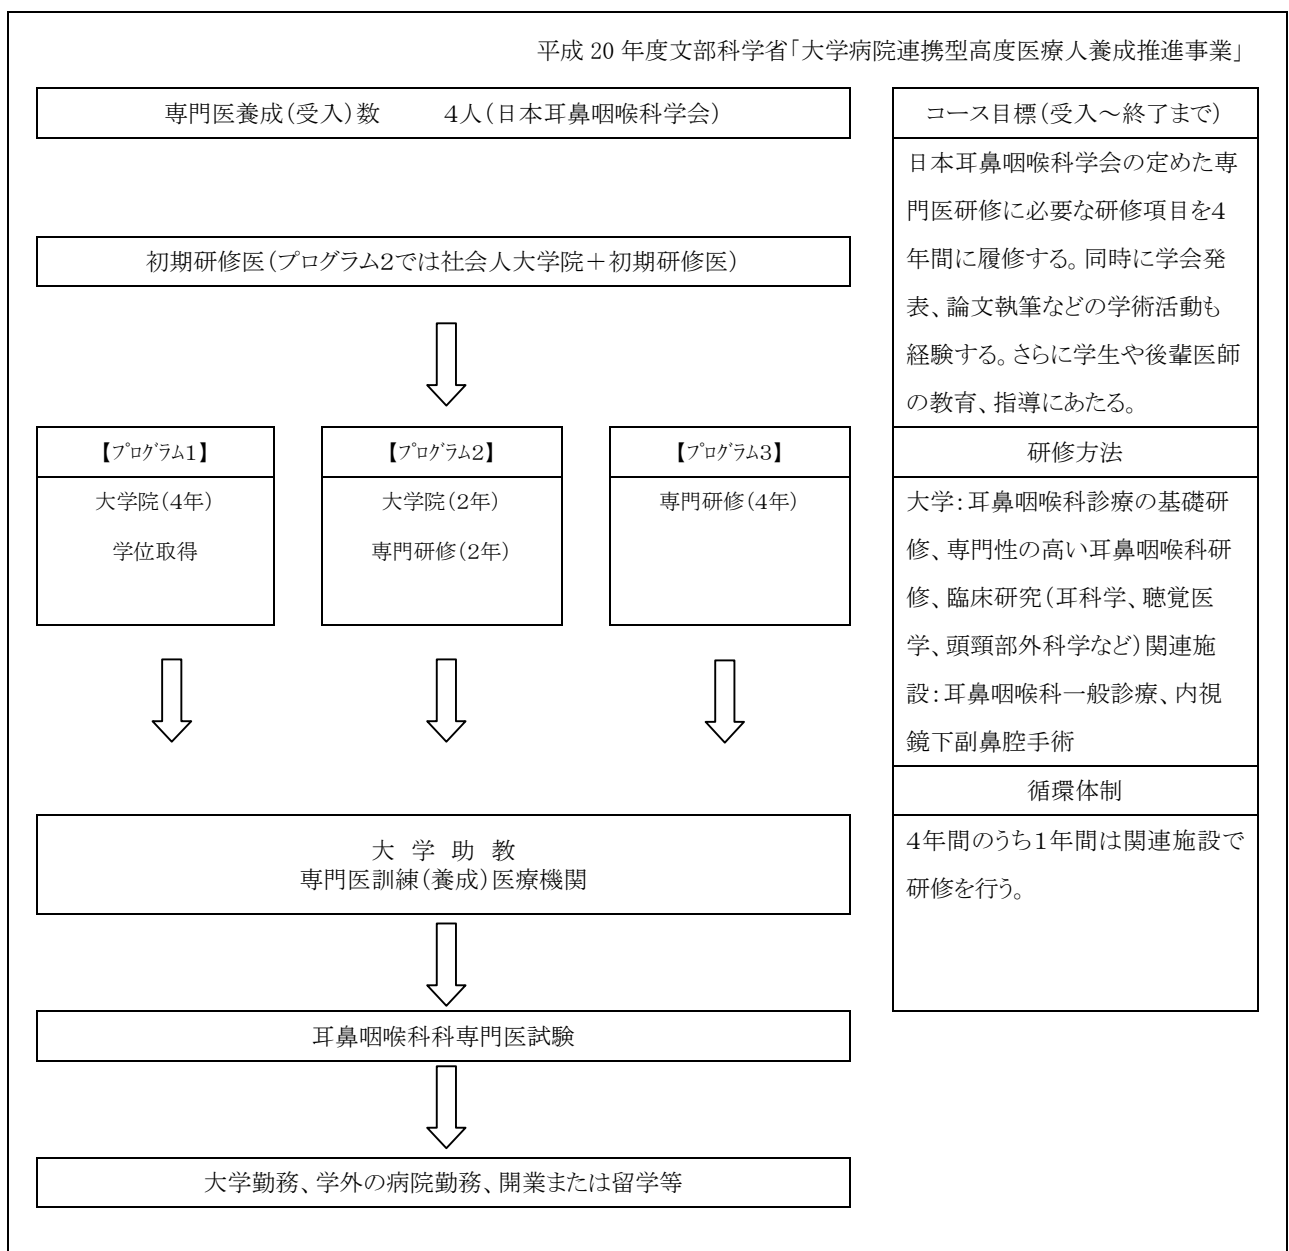 平成 20 年度文部科学省「大学病院連携型高度医療人養成推進事業」
専門医養成(受入)数　　4人(日本耳鼻咽喉科学会)
初期研修医(プログラム2では社会人大学院+初期研修医)
【プログラム1】
大学院(4年)
学位取得
【プログラム2】
大学院(2年)
専門研修(2年)
【プログラム3】
専門研修(4年)
大 学 助 教
専門医訓練(養成)医療機関
耳鼻咽喉科科専門医試験
大学勤務、学外の病院勤務、開業または留学等
コース目標(受入～終了まで)
日本耳鼻咽喉科学会の定めた専
門医研修に必要な研修項目を4
年間に履修する。同時に学会発
表、論文執筆などの学術活動も
経験する。さらに学生や後輩医師
の教育、指導にあたる。
研修方法
大学:耳鼻咽喉科診療の基礎研
修、専門性の高い耳鼻咽喉科研
修、臨床研究(耳科学、聴覚医
学、頭頸部外科学など)関連施
設:耳鼻咽喉科一般診療、内視
鏡下副鼻腔手術
循環体制
4年間のうち1年間は関連施設で
研修を行う。